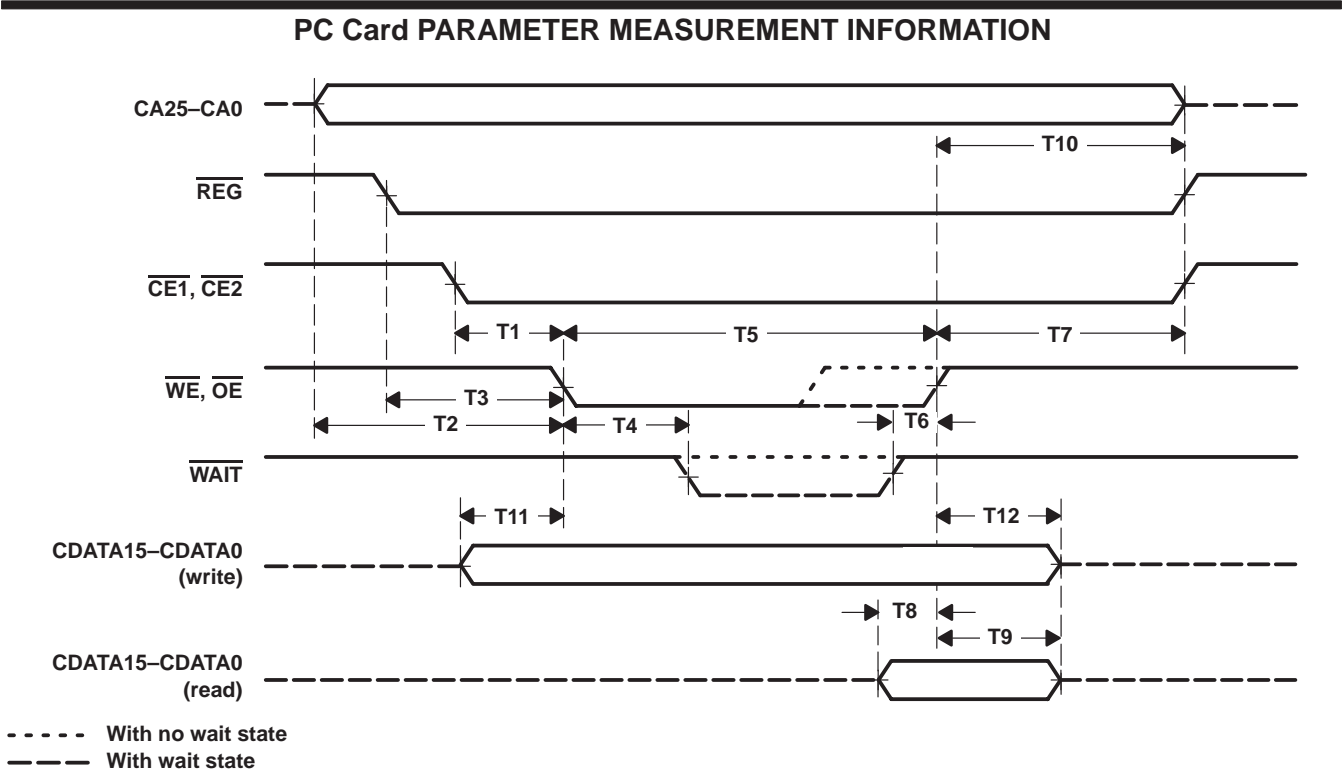 PC Card PARAMETER MEASUREMENT INFORMATION
CA25–CA0
T10
REG
CE1, CE2
T1
T5
T7
WE, OE
T3
T2
T4
T6
WAIT
T11
T12
CDATA15–CDATA0
(write)
T8
T9
CDATA15–CDATA0
(read)
With no wait state
With wait state